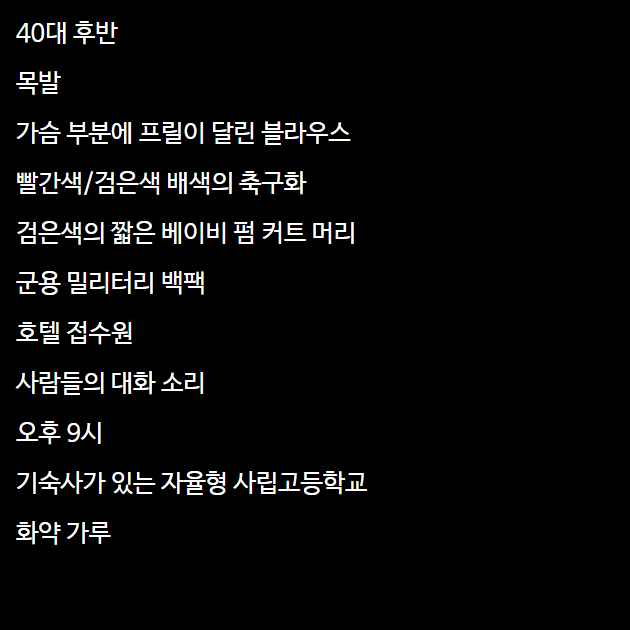 40대 후반
목발
가슴 부분에 프릴이 달린 블라우스
빨간색/검은색 배색의 축구화
검은색의 짧은 베이비 펌 커트 머리
군용 밀리터리 백팩
호텔 접수원
사람들의 대화 소리
오후 9시
기숙사가 있는 자율형 사립고등학교
화약 가루